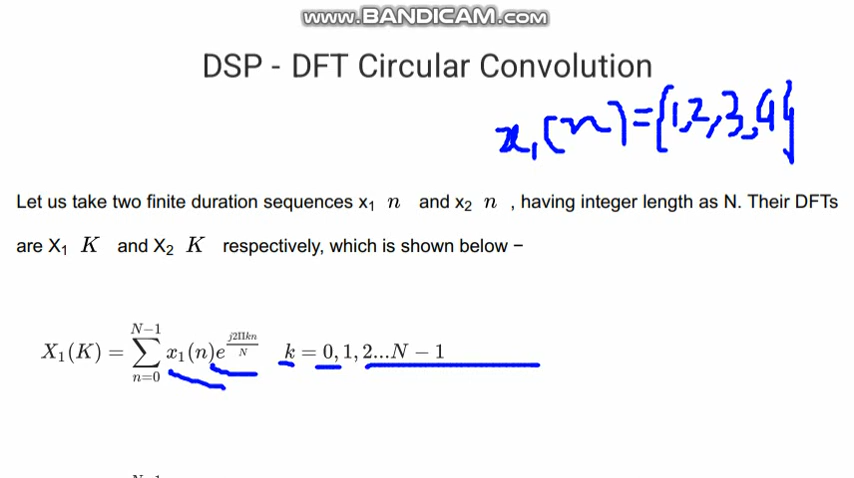 www.BANDICAM.com
DSP - DFT Circular Convolution
x₁(n)={1,2,3,4}
Let us take two finite duration sequences x₁ n and x₂ n , having integer length as N. Their DFTs
are X₁ K and X₂ K respectively, which is shown below −
X₁(K) = ∑_{n=0}^{N−1} x₁(n)e^{j2Πkn/N} k = 0, 1, 2...N − 1
N−1